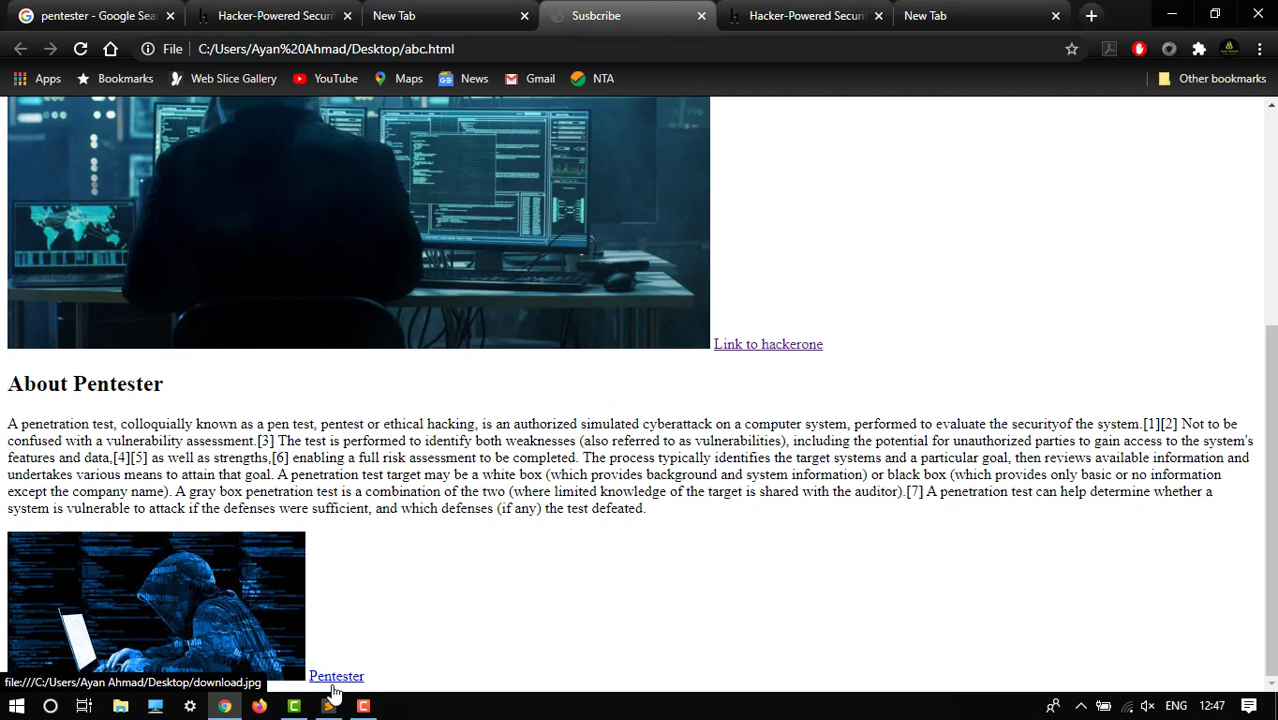 pentester - Google Sea
Hacker-Powered Securi
New Tab
Susbcribe
Hacker-Powered Securi
New Tab
File
C:/Users/Ayan%20Ahmad/Desktop/abc.html
Apps
Bookmarks
Web Slice Gallery
YouTube
Maps
News
Gmail
NTA
Other bookmarks
Link to hackerone
About Pentester
A penetration test, colloquially known as a pen test, pentest or ethical hacking, is an authorized simulated cyberattack on a computer system, performed to evaluate the securityof the system.[1][2] Not to be
confused with a vulnerability assessment.[3] The test is performed to identify both weaknesses (also referred to as vulnerabilities), including the potential for unauthorized parties to gain access to the system's
features and data,[4][5] as well as strengths,[6] enabling a full risk assessment to be completed. The process typically identifies the target systems and a particular goal, then reviews available information and
undertakes various means to attain that goal. A penetration test target may be a white box (which provides background and system information) or black box (which provides only basic or no information
except the company name). A gray box penetration test is a combination of the two (where limited knowledge of the target is shared with the auditor).[7] A penetration test can help determine whether a
system is vulnerable to attack if the defenses were sufficient, and which defenses (if any) the test defeated.
Pentester
file:///C:/Users/Ayan Ahmad/Desktop/download.jpg
ENG
12:47